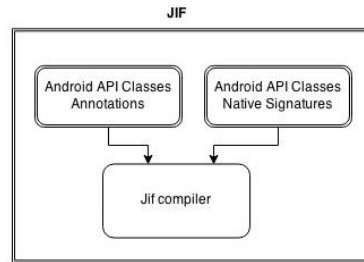 JIF
Android API Classes
Annotations
Android API Classes
Native Signatures
Jif compiler